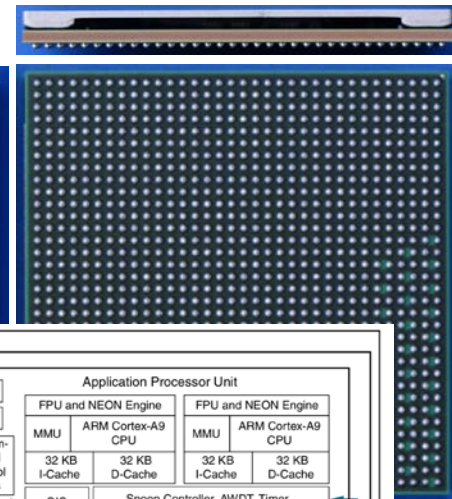 Application Processor Unit
FPU and NEON Engine FPU and NEON Engine
MMU ARM Cortex-A9 CPU MMU ARM Cortex-A9 CPU
32 KB I-Cache 32 KB D-Cache 32 KB I-Cache 32 KB D-Cache
Snoop Controller, AWDT, Timer